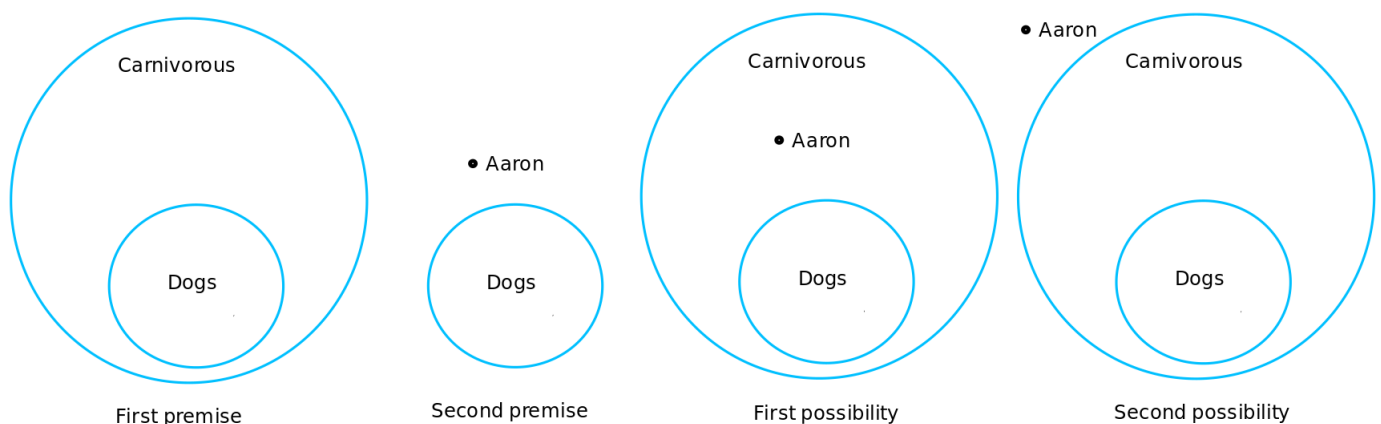 Carnivorous
Dogs
First premise
Aaron
Dogs
Second premise
Carnivorous
Aaron
Dogs
First possibility
Aaron
Carnivorous
Dogs
Second possibility